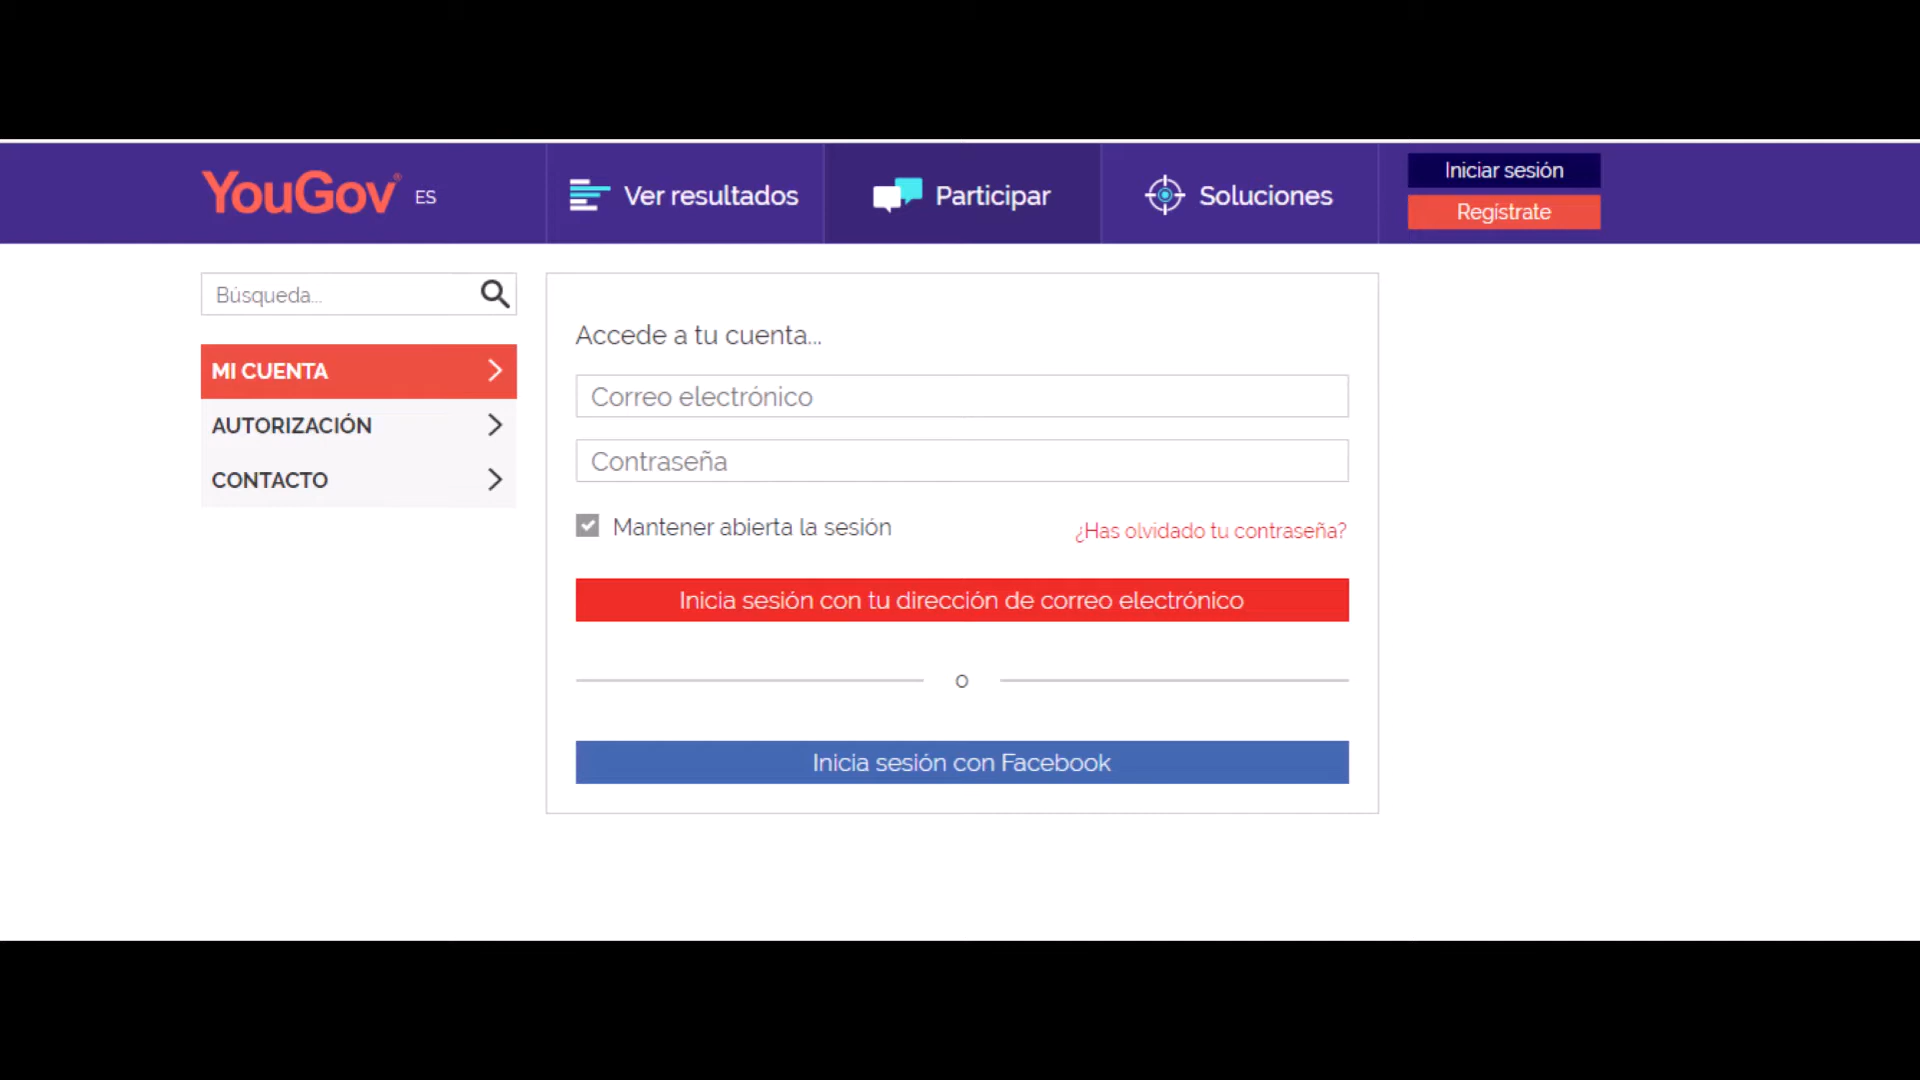 YouGov® ES
Ver resultados
Participar
Soluciones
Iniciar sesión
Regístrate
Búsqueda...
MI CUENTA
AUTORIZACIÓN
CONTACTO
Accede a tu cuenta...
Correo electrónico
Contraseña
Mantener abierta la sesión
¿Has olvidado tu contraseña?
Inicia sesión con tu dirección de correo electrónico
o
Inicia sesión con Facebook